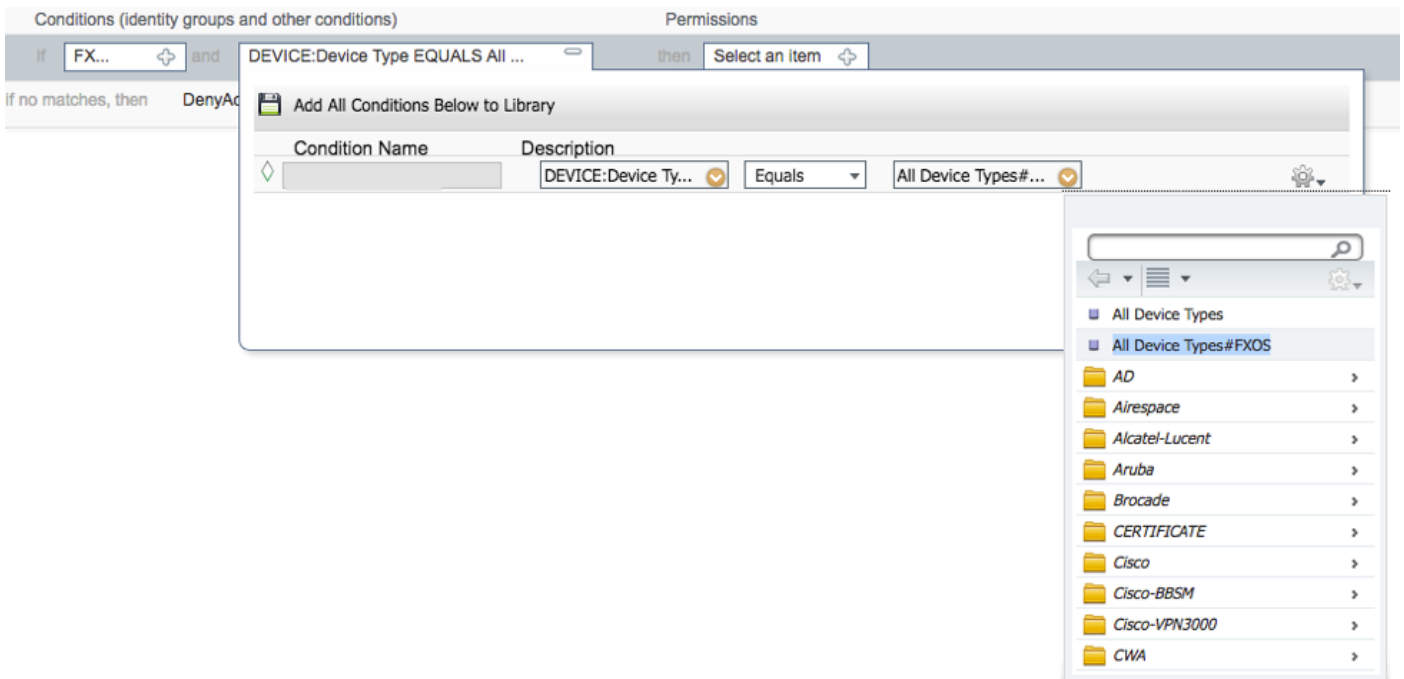 Conditions (identity groups and other conditions) Permissions
If FX... and DEVICE:Device Type EQUALS All ... then Select an item
if no matches, then DenyAc
Add All Conditions Below to Library
Condition Name Description
DEVICE:Device Ty... Equals All Device Types#...
All Device Types
All Device Types#FXOS
AD
Airespace
Alcatel-Lucent
Aruba
Brocade
CERTIFICATE
Cisco
Cisco-BBSM
Cisco-VPN3000
CWA